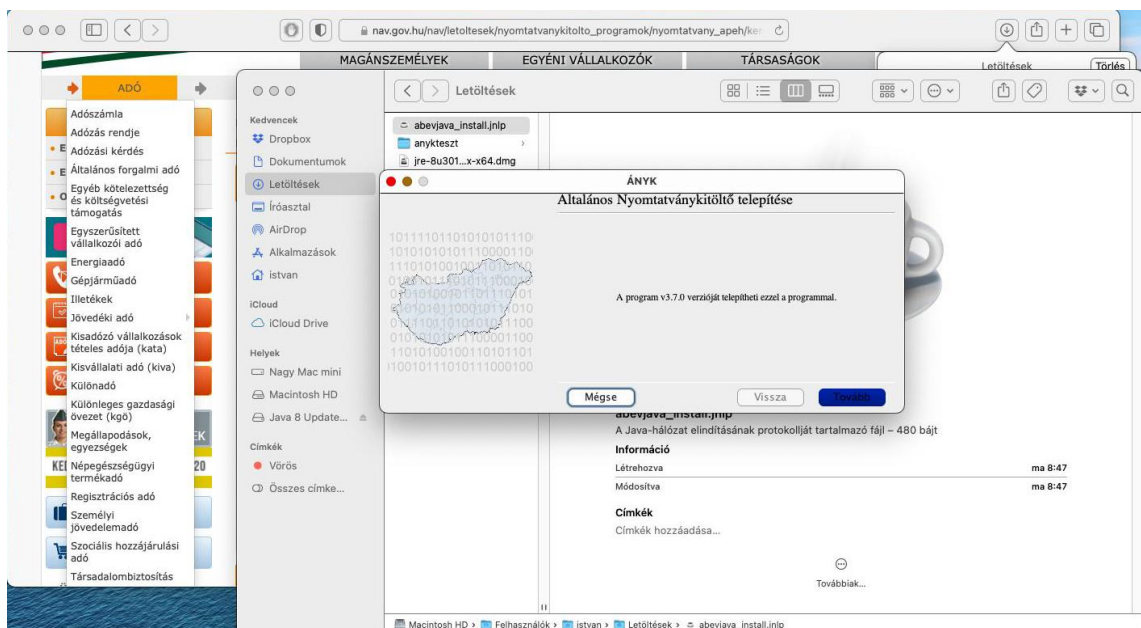 nav.gov.hu/nav/letoltesek/nyomtatvanykitolto_programok/nyomtatvany_apeh/ker
MAGÁNSZEMÉLYEK
EGYÉNI VÁLLALKOZÓK
TÁRSASÁGOK
Letöltések
Törlés
ADÓ
Adószámla
Adózás rendje
Adózási kérdés
Általános forgalmi adó
Egyéb kötelezettség
és költségvetési
támogatás
Egyszerűsített
vállalkozói adó
Energiaadó
Gépjárműadó
Illetékek
Jövedéki adó
Kisadózó vállalkozások
tételes adója (kata)
Kisvállalati adó (kiva)
Különadó
Különleges gazdasági
övezet (kgö)
Megállapodások,
egyezségek
Népegészségügyi
termékadó
Regisztrációs adó
Személyi
jövedelemadó
Szociális hozzájárulási
adó
Társadalombiztosítás
EK
KED
20
Letöltések
Kedvencek
Dropbox
Dokumentumok
Letöltések
Íróasztal
AirDrop
Alkalmazások
istvan
iCloud
iCloud Drive
Helyek
Nagy Mac mini
Macintosh HD
Java 8 Update...
Címkék
Vörös
Összes címke...
abevjava_install.jnlp
anykteszt
jre-8u301...x-x64.dmg
ÁNYK
Általános Nyomtatványkitöltő telepítése
A program v3.7.0 verzióját telepítheti ezzel a programmal.
Mégse
Vissza
Tovább
abevjava_install.jnlp
A Java-hálózat elindításának protokollját tartalmazó fájl – 480 bájt
Információ
Létrehozva ma 8:47
Módosítva ma 8:47
Címkék
Címkék hozzáadása...
Továbbiak...
Macintosh HD › Felhasználók › istvan › Letöltések › abevjava_install.jnlp